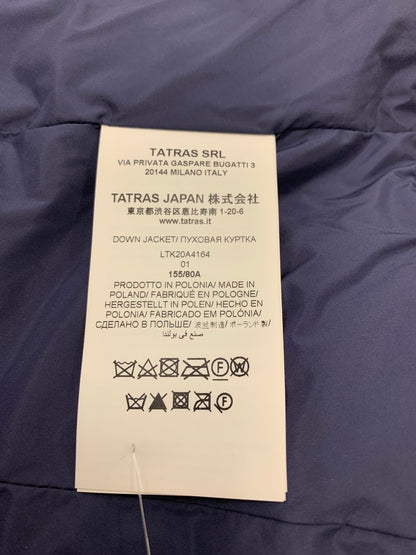 TATRAS SRL
VIA PRIVATA GASPARE BUGATTI 3
20144 MILANO ITALY
TATRAS JAPAN 株式会社
東京都渋谷区恵比寿南 1-20-6
www.tatras.it
DOWN JACKET/ ПУХОВАЯ КУРТКА
LTK20A4164
01
155/80A
PRODOTTO IN POLONIA/ MADE IN
POLAND/ FABRIQUÉ EN POLOGNE/
HERGESTELLT IN POLEN/ HECHO EN
POLONIA/ FABRICADO EM POLÓNIA/
СДЕЛАНО В ПОЛЬШЕ/ 波兰制造/ ポーランド製/
صنع في بولندا
F W
F